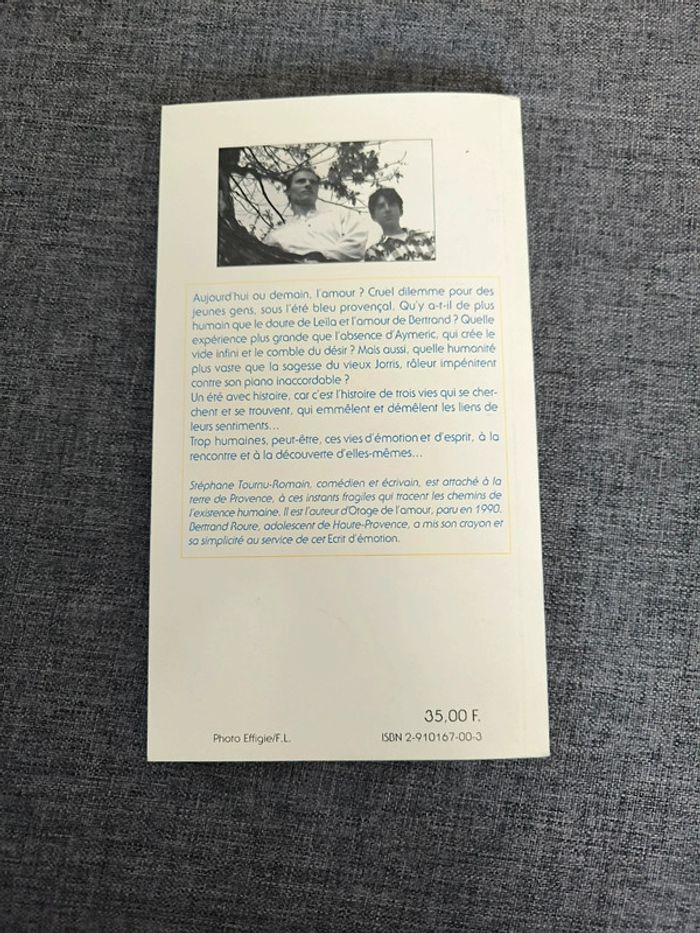 Aujourd'hui ou demain, l'amour ? Cruel dilemme pour des
jeunes gens, sous l'été bleu provençal. Qu'y a-t-il de plus
humain que le doute de Leïla et l'amour de Bertrand ? Quelle
expérience plus grande que l'absence d'Aymeric, qui crée le
vide infini et le comble du désir ? Mais aussi, quelle humanité
plus vaste que la sagesse du vieux Jorris, râleur impénitent
contre son piano inaccordable ?
Un été avec histoire, car c'est l'histoire de trois vies qui se cher-
chent et se trouvent, qui emmêlent et démêlent les liens de
leurs sentiments...
Trop humaines, peut-être, ces vies d'émotion et d'esprit, à la
rencontre et à la découverte d'elles-mêmes...
Stéphane Tournu-Romain, comédien et écrivain, est attaché à la
terre de Provence, à ces instants fragiles qui tracent les chemins de
l'existence humaine. Il est l'auteur d'Otage de l'amour, paru en 1990.
Bertrand Roure, adolescent de Haute-Provence, a mis son crayon et
sa simplicité au service de cet Ecrit d'émotion.
35,00 F.
Photo Effigie/F.L.
ISBN 2-910167-00-3